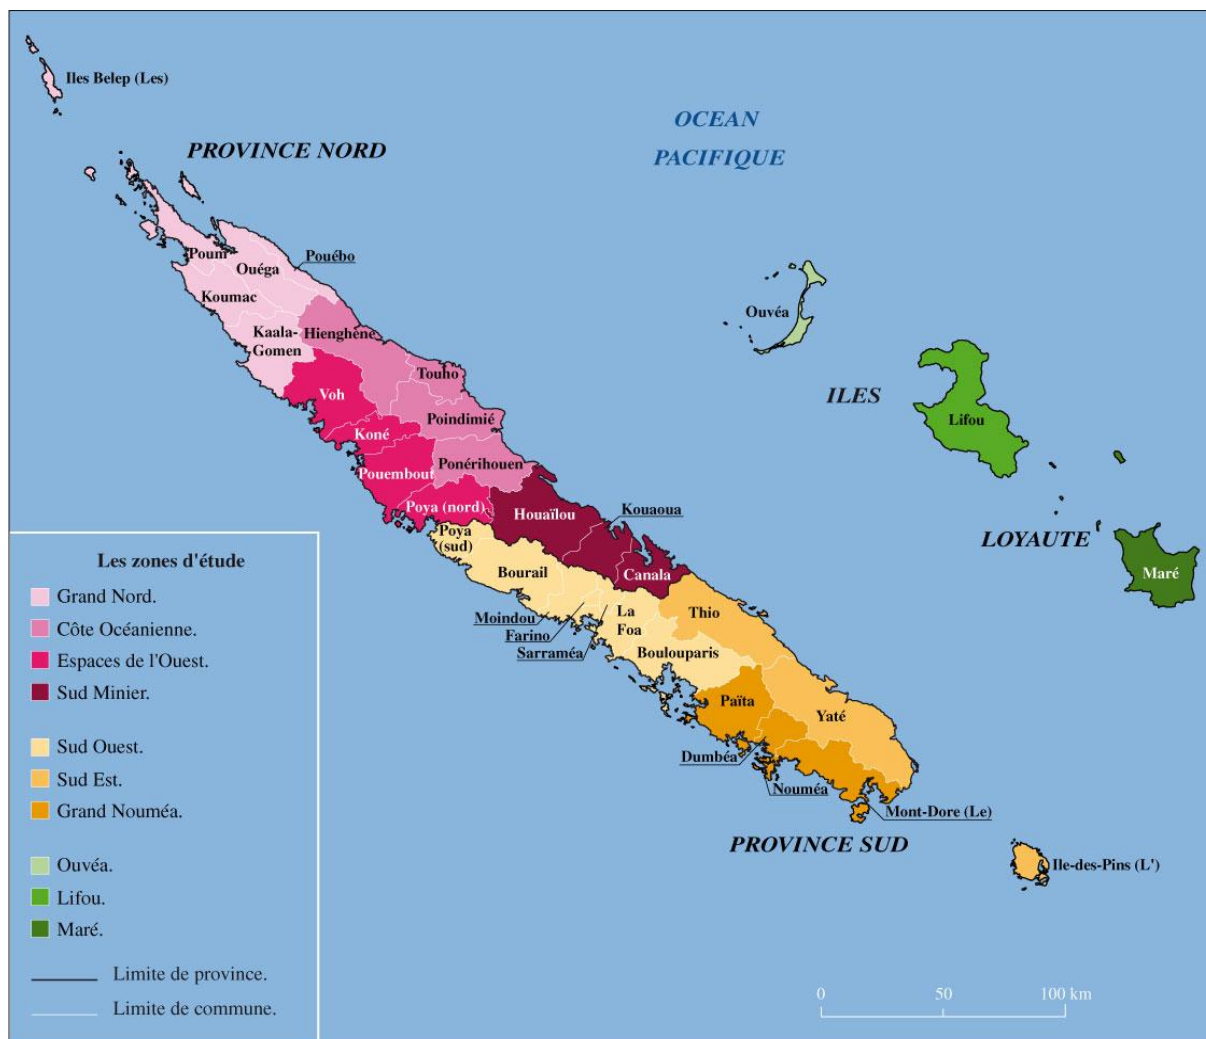 Iles Belep (Les)
PROVINCE NORD
OCEAN
PACIFIQUE
Poum
Ouéga
Pouébo
Koumac
Kaala-
Gomen
Hienghène
Touho
Voh
Poindimié
Koné
Ponérihouen
Pouembout
Poya (nord)
Houaïlou
Kouaoua
Poya
(sud)
Bourail
Canala
Moindou
Farino
Sarraméa
La
Foa
Thio
Boulouparis
Païta
Yaté
Dumbéa
Nouméa
Mont-Dore (Le)
PROVINCE SUD
Ile-des-Pins (L')
Ouvéa
ILES
Lifou
LOYAUTE
Maré
Les zones d'étude
Grand Nord.
Côte Océanienne.
Espaces de l'Ouest.
Sud Minier.
Sud Ouest.
Sud Est.
Grand Nouméa.
Ouvéa.
Lifou.
Maré.
Limite de province.
Limite de commune.
0 50 100 km